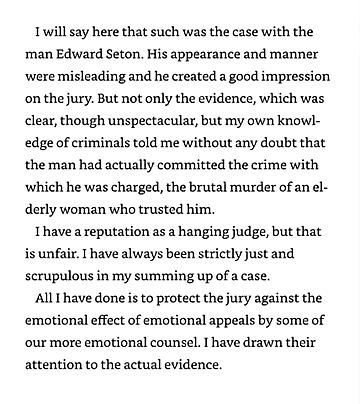 I will say here that such was the case with the
man Edward Seton. His appearance and manner
were misleading and he created a good impression
on the jury. But not only the evidence, which was
clear, though unspectacular, but my own knowl-
edge of criminals told me without any doubt that
the man had actually committed the crime with
which he was charged, the brutal murder of an el-
derly woman who trusted him.
I have a reputation as a hanging judge, but that
is unfair. I have always been strictly just and
scrupulous in my summing up of a case.
All I have done is to protect the jury against the
emotional effect of emotional appeals by some of
our more emotional counsel. I have drawn their
attention to the actual evidence.